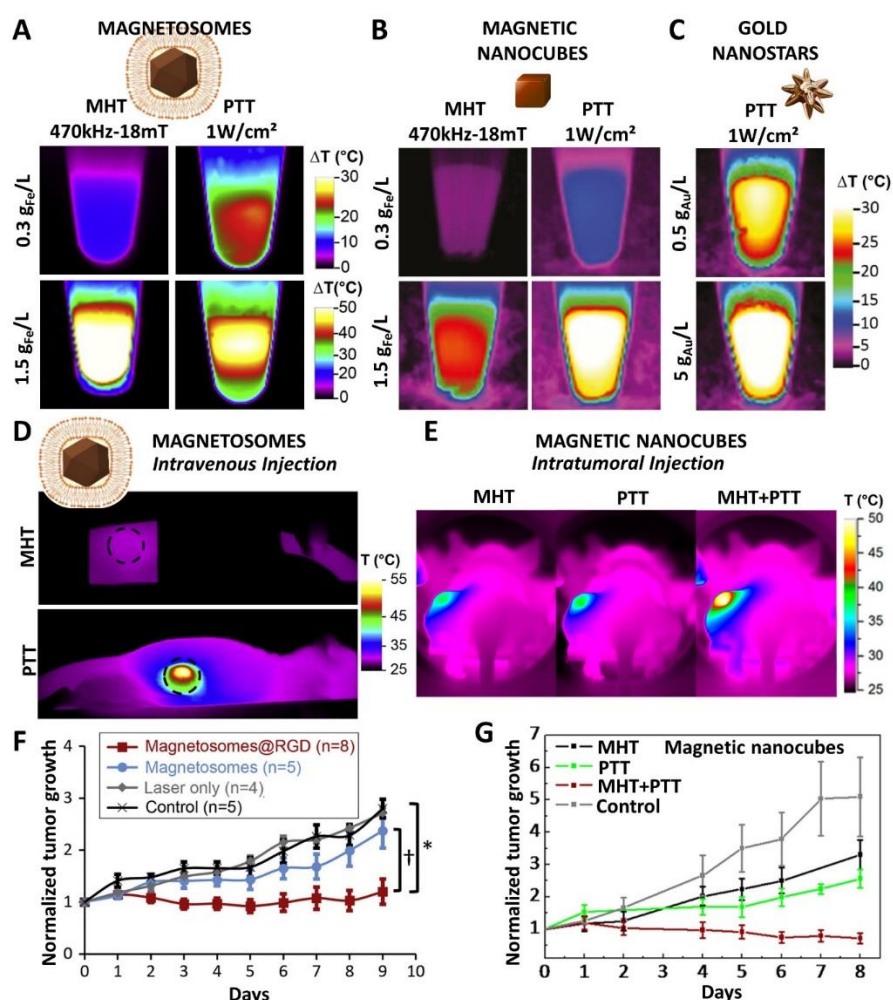 A
MAGNETOSOMES
MHT
470kHz-18mT
PTT
1W/cm²
ΔT (°C)
0.3 gFe/L
30
20
10
0
1.5 gFe/L
ΔT(°C)
50
40
30
20
10
0
B
MAGNETIC
NANOCUBES
MHT
470kHz-18mT
PTT
1W/cm²
0.3 gFe/L
1.5 gFe/L
C
GOLD
NANOSTARS
PTT
1W/cm²
0.5 gAu/L
5 gAu/L
ΔT (°C)
30
25
20
15
10
5
0
D
MAGNETOSOMES
Intravenous Injection
MHT
PTT
T (°C)
55
45
35
25
E
MAGNETIC NANOCUBES
Intratumoral Injection
MHT
PTT
MHT+PTT
T (°C)
50
45
40
35
30
25
F
Normalized tumor growth
4
3
2
1
0
Magnetosomes@RGD (n=8)
Magnetosomes (n=5)
Laser only (n=4)
Control (n=5)
†
*
0 1 2 3 4 5 6 7 8 9 10
Days
G
Normalized tumor growth
7
6
5
4
3
2
1
MHT
PTT
MHT+PTT
Control
Magnetic nanocubes
0 1 2 3 4 5 6 7 8
Days